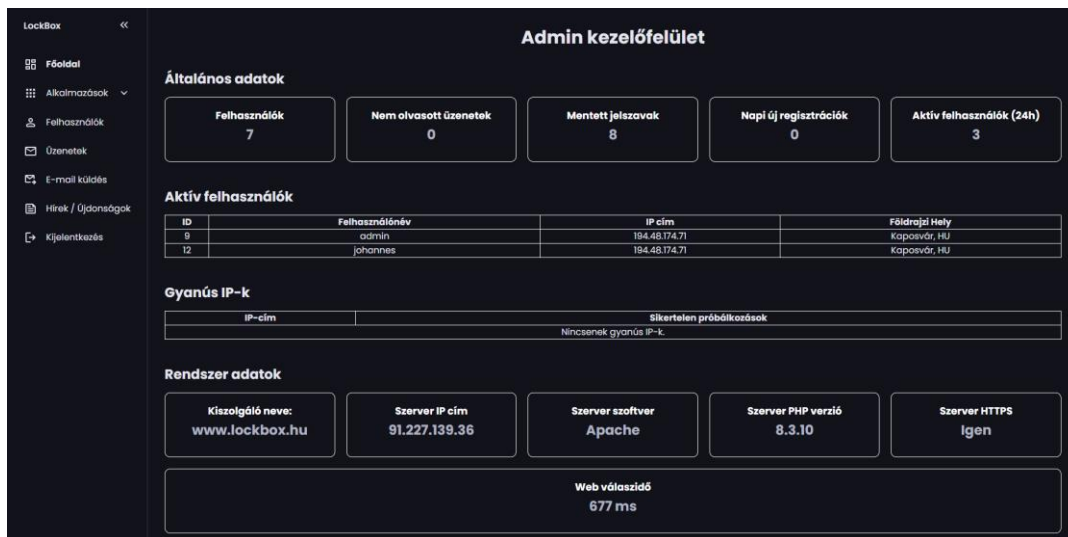 LockBox
Főoldal
Alkalmazások
Felhasználók
Üzenetek
E-mail küldés
Hírek / Újdonságok
Kijelentkezés
Admin kezelőfelület
Általános adatok
Felhasználók
7
Nem olvasott üzenetek
0
Mentett jelszavak
8
Napi új regisztrációk
0
Aktív felhasználók (24h)
3
Aktív felhasználók
ID Felhasználónév IP cím Földrajzi Hely
9 admin 194.48.174.71 Kaposvár, HU
12 johannes 194.48.174.71 Kaposvár, HU
Gyanús IP-k
IP-cím Sikertelen próbálkozások
Nincsenek gyanús IP-k.
Rendszer adatok
Kiszolgáló neve:
www.lockbox.hu
Szerver IP cím
91.227.139.36
Szerver szoftver
Apache
Szerver PHP verzió
8.3.10
Szerver HTTPS
Igen
Web válaszidő
677 ms